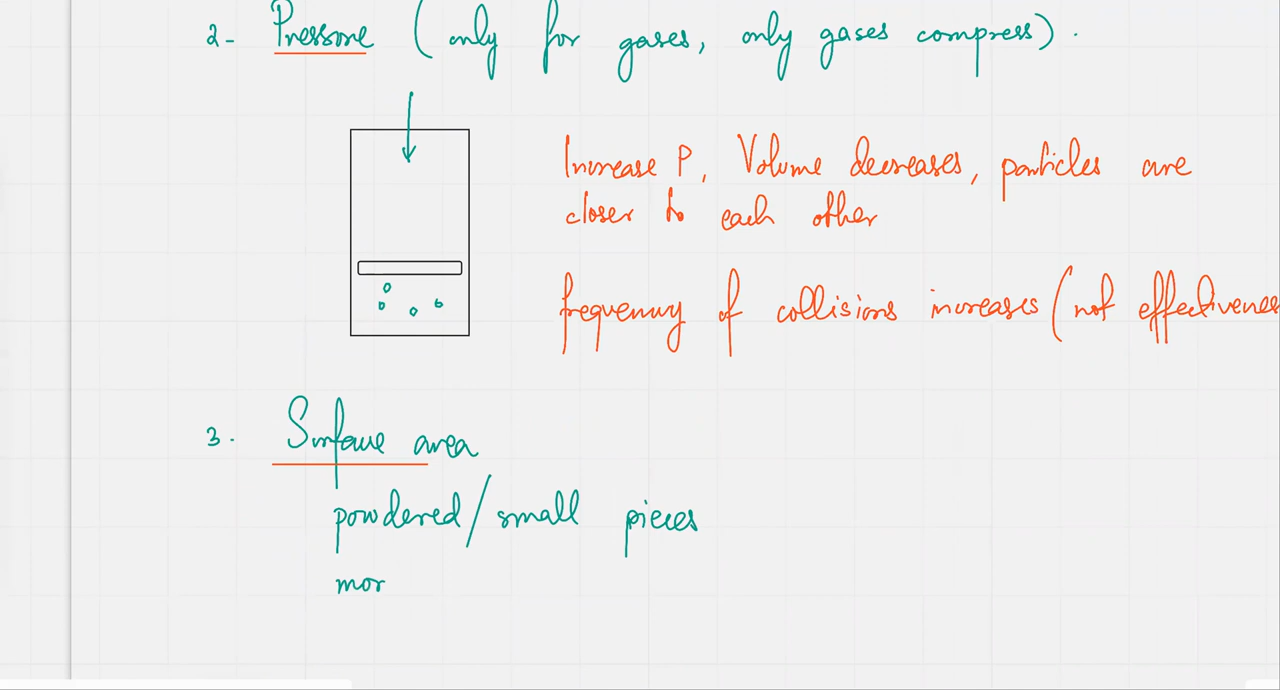 2- Pressure (only for gases, only gases compress).
Increase P, Volume decreases, particles are
closer to each other
frequency of collisions increases (not effectivenes
3. Surface area
powdered/small pieces
mor